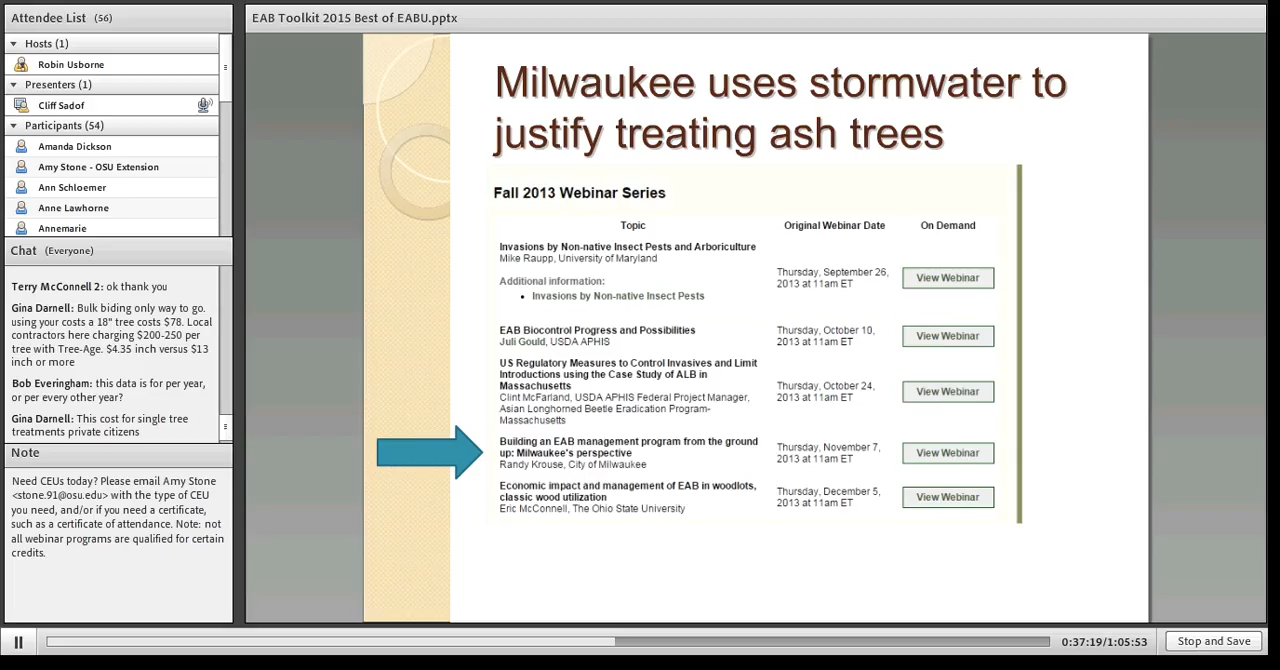 Attendee List (56)
Hosts (1)
Robin Usborne
Presenters (1)
Cliff Sadof
Participants (54)
Amanda Dickson
Amy Stone - OSU Extension
Ann Schloemer
Anne Lawhorne
Annemarie
Chat (Everyone)
Terry McConnell 2: ok thank you
Gina Darnell: Bulk biding only way to go.
using your costs a 18" tree costs $78. Local
contractors here charging $200-250 per
tree with Tree-Age. $4.35 inch versus $13
inch or more
Bob Everingham: this data is for per year,
or per every other year?
Gina Darnell: This cost for single tree
treatments private citizens
Note
Need CEUs today? Please email Amy Stone
<stone.91@osu.edu> with the type of CEU
you need, and/or if you need a certificate,
such as a certificate of attendance. Note: not
all webinar programs are qualified for certain
credits.
EAB Toolkit 2015 Best of EABU.pptx
Milwaukee uses stormwater to
justify treating ash trees
Fall 2013 Webinar Series
Topic Original Webinar Date On Demand
Invasions by Non-native Insect Pests and Arboriculture
Mike Raupp, University of Maryland
Additional information:
• Invasions by Non-native Insect Pests
Thursday, September 26,
2013 at 11am ET
View Webinar
EAB Biocontrol Progress and Possibilities
Juli Gould, USDA APHIS
Thursday, October 10,
2013 at 11am ET
View Webinar
US Regulatory Measures to Control Invasives and Limit
Introductions using the Case Study of ALB in
Massachusetts
Clint McFarland, USDA APHIS Federal Project Manager,
Asian Longhorned Beetle Eradication Program-
Massachusetts
Thursday, October 24,
2013 at 11am ET
View Webinar
Building an EAB management program from the ground
up: Milwaukee's perspective
Randy Krouse, City of Milwaukee
Thursday, November 7,
2013 at 11am ET
View Webinar
Economic impact and management of EAB in woodlots,
classic wood utilization
Eric McConnell, The Ohio State University
Thursday, December 5,
2013 at 11am ET
View Webinar
0:37:19/1:05:53
Stop and Save